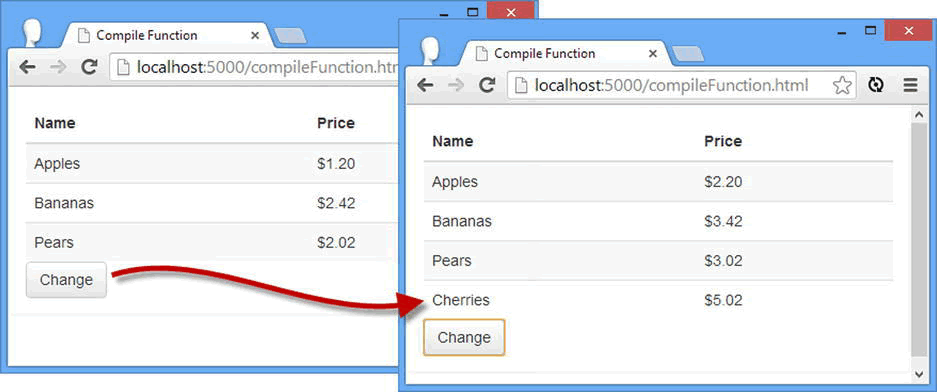 Compile Function
localhost:5000/compileFunction.htm
Name Price
Apples $1.20
Bananas $2.42
Pears $2.02
Change
Compile Function
localhost:5000/compileFunction.html
Name Price
Apples $2.20
Bananas $3.42
Pears $3.02
Cherries $5.02
Change